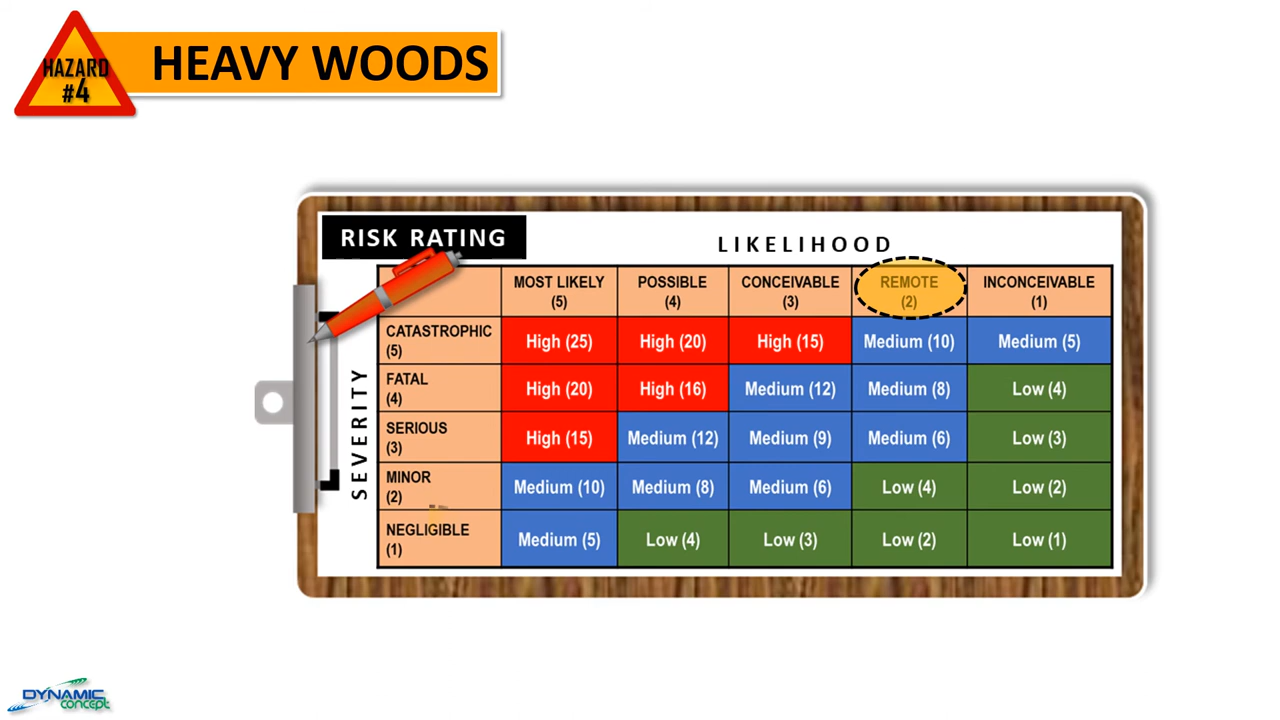 HAZARD
#4
HEAVY WOODS
RISK RATING
LIKELIHOOD
MOST LIKELY
(5)
POSSIBLE
(4)
CONCEIVABLE
(3)
REMOTE
(2)
INCONCEIVABLE
(1)
SEVERITY
CATASTROPHIC
(5)
High (25)
High (20)
High (15)
Medium (10)
Medium (5)
FATAL
(4)
High (20)
High (16)
Medium (12)
Medium (8)
Low (4)
SERIOUS
(3)
High (15)
Medium (12)
Medium (9)
Medium (6)
Low (3)
MINOR
(2)
Medium (10)
Medium (8)
Medium (6)
Low (4)
Low (2)
NEGLIGIBLE
(1)
Medium (5)
Low (4)
Low (3)
Low (2)
Low (1)
DYNAMIC
concept